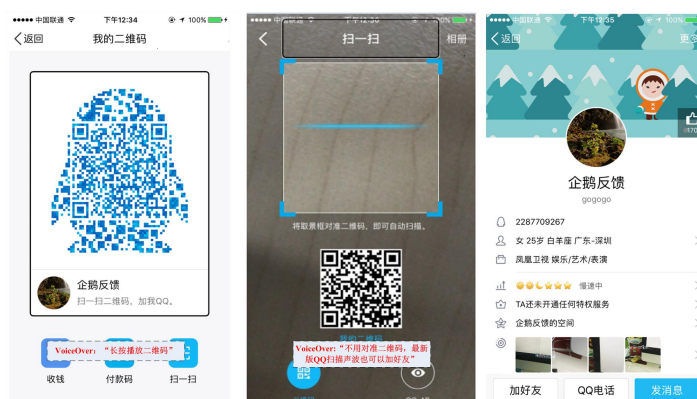 中国联通
下午12:34
100%
返回
我的二维码
企鹅反馈
扫一扫二维码，加我QQ。
VoiceOver：“长按播放二维码”
收钱
付款码
扫一扫
中国联通
100%
扫一扫
相册
将取景框对准二维码，即可自动扫描。
我的二维码
VoiceOver:“不用对准二维码，最新
版QQ扫描声波也可以加好友”
中国联通
下午12:35
100%
返回
更多
企鹅反馈
gogogo
2287709267
女 25岁 白羊座 广东-深圳
凤凰卫视 娱乐/艺术/表演
慢速中
TA还未开通任何特权服务
企鹅反馈的空间
加好友
QQ电话
发消息